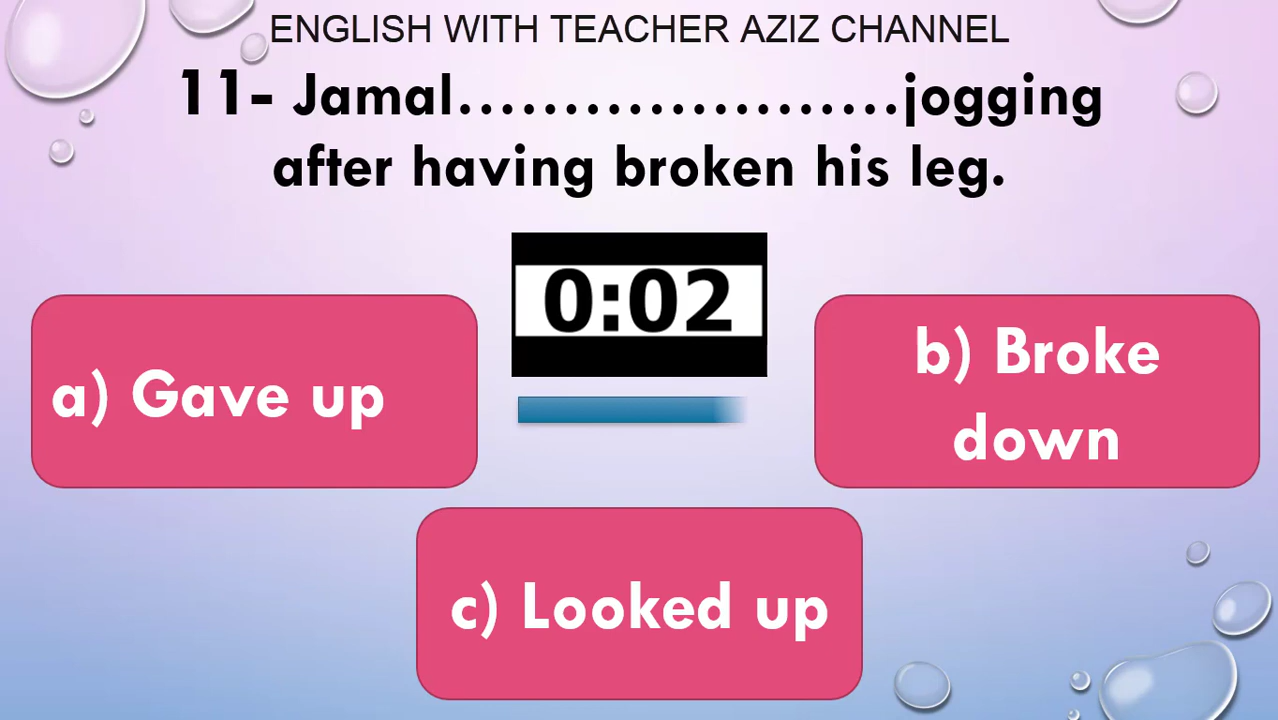 ENGLISH WITH TEACHER AZIZ CHANNEL
11- Jamal.....................jogging
after having broken his leg.
0:02
a) Gave up
b) Broke
down
c) Looked up